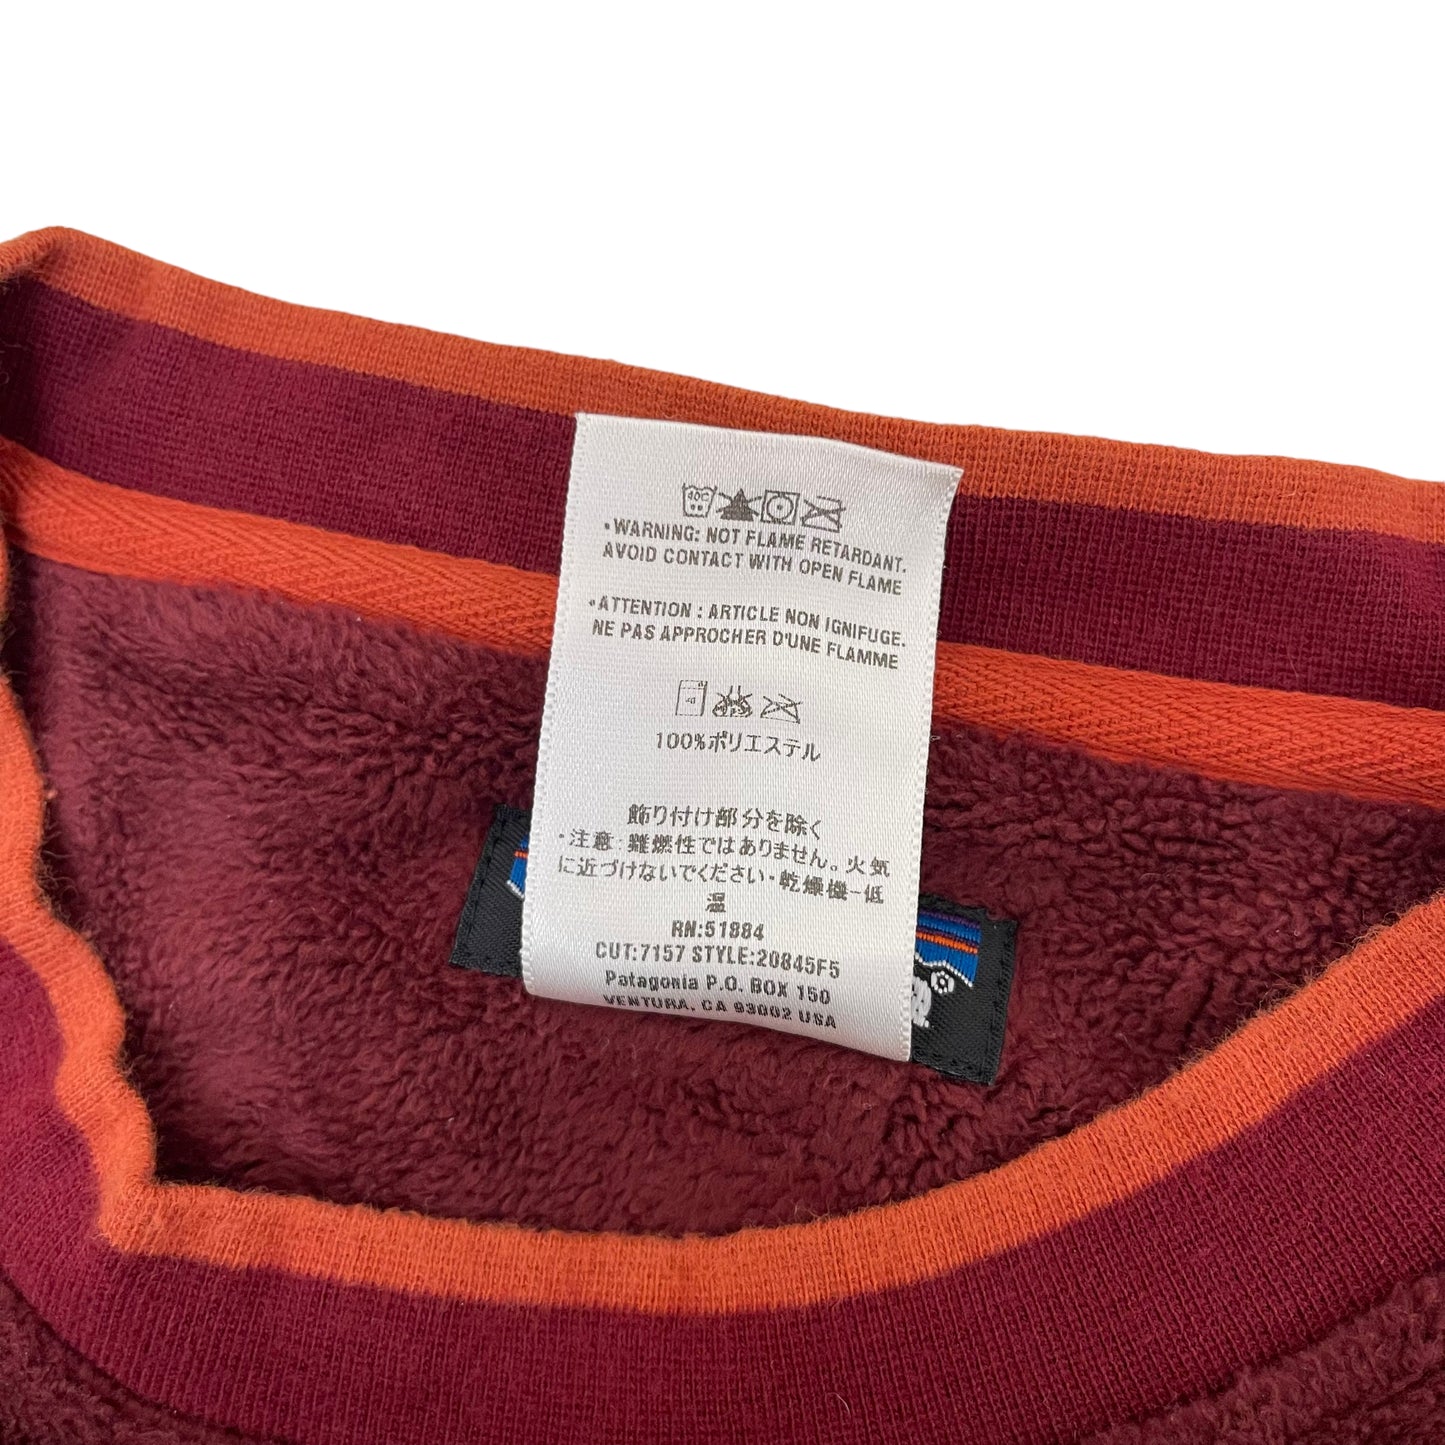 40C
•WARNING: NOT FLAME RETARDANT.
AVOID CONTACT WITH OPEN FLAME
•ATTENTION : ARTICLE NON IGNIFUGE.
NE PAS APPROCHER D'UNE FLAMME
40
100%ポリエステル
飾り付け部分を除く
・注意：難燃性ではありません。火気
に近づけないでください・乾燥機－低
温
RN:51884
CUT:7157 STYLE:20845F5
Patagonia P.O. BOX 150
VENTURA, CA 93002 USA